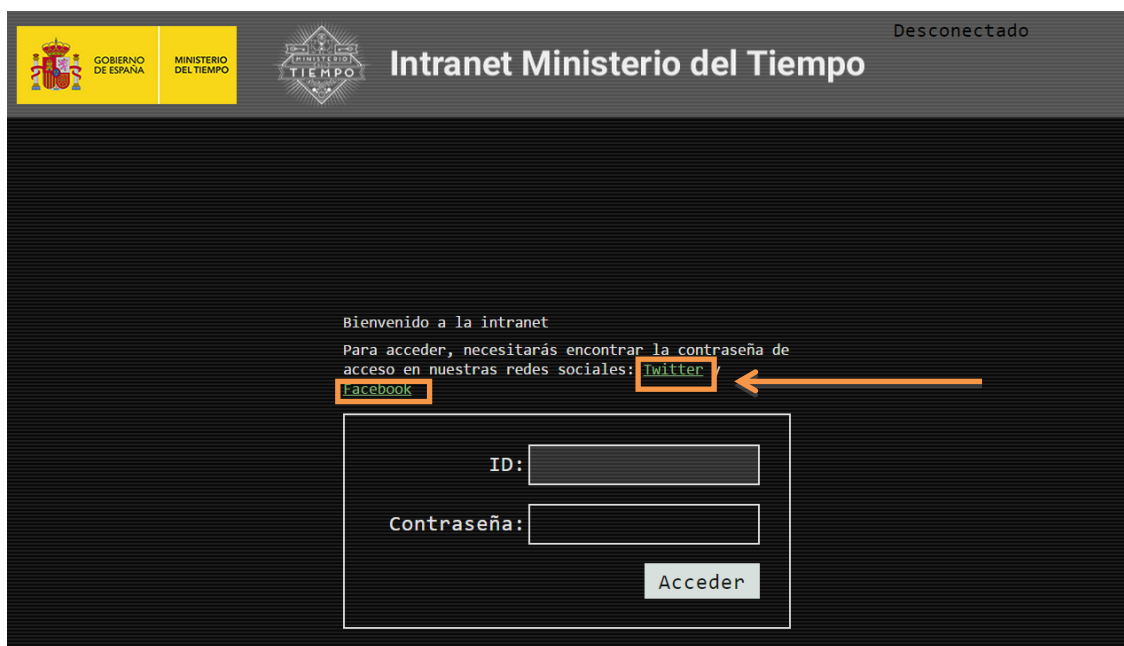 GOBIERNO
DE ESPAÑA
MINISTERIO
DEL TIEMPO
MINISTERIO
TIEMPO
Intranet Ministerio del Tiempo
Desconectado
Bienvenido a la intranet
Para acceder, necesitarás encontrar la contraseña de
acceso en nuestras redes sociales: Twitter y
Facebook
ID:
Contraseña:
Acceder